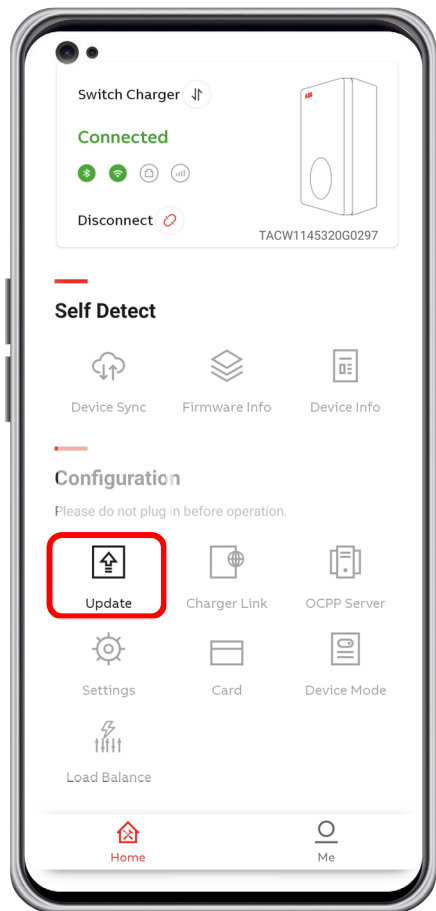 Switch Charger
ABB
Connected
Disconnect
TACW1145320G0297
Self Detect
Device Sync Firmware Info Device Info
Configuration
Please do not plug in before operation.
Update Charger Link OCPP Server
Settings Card Device Mode
Load Balance
Home Me